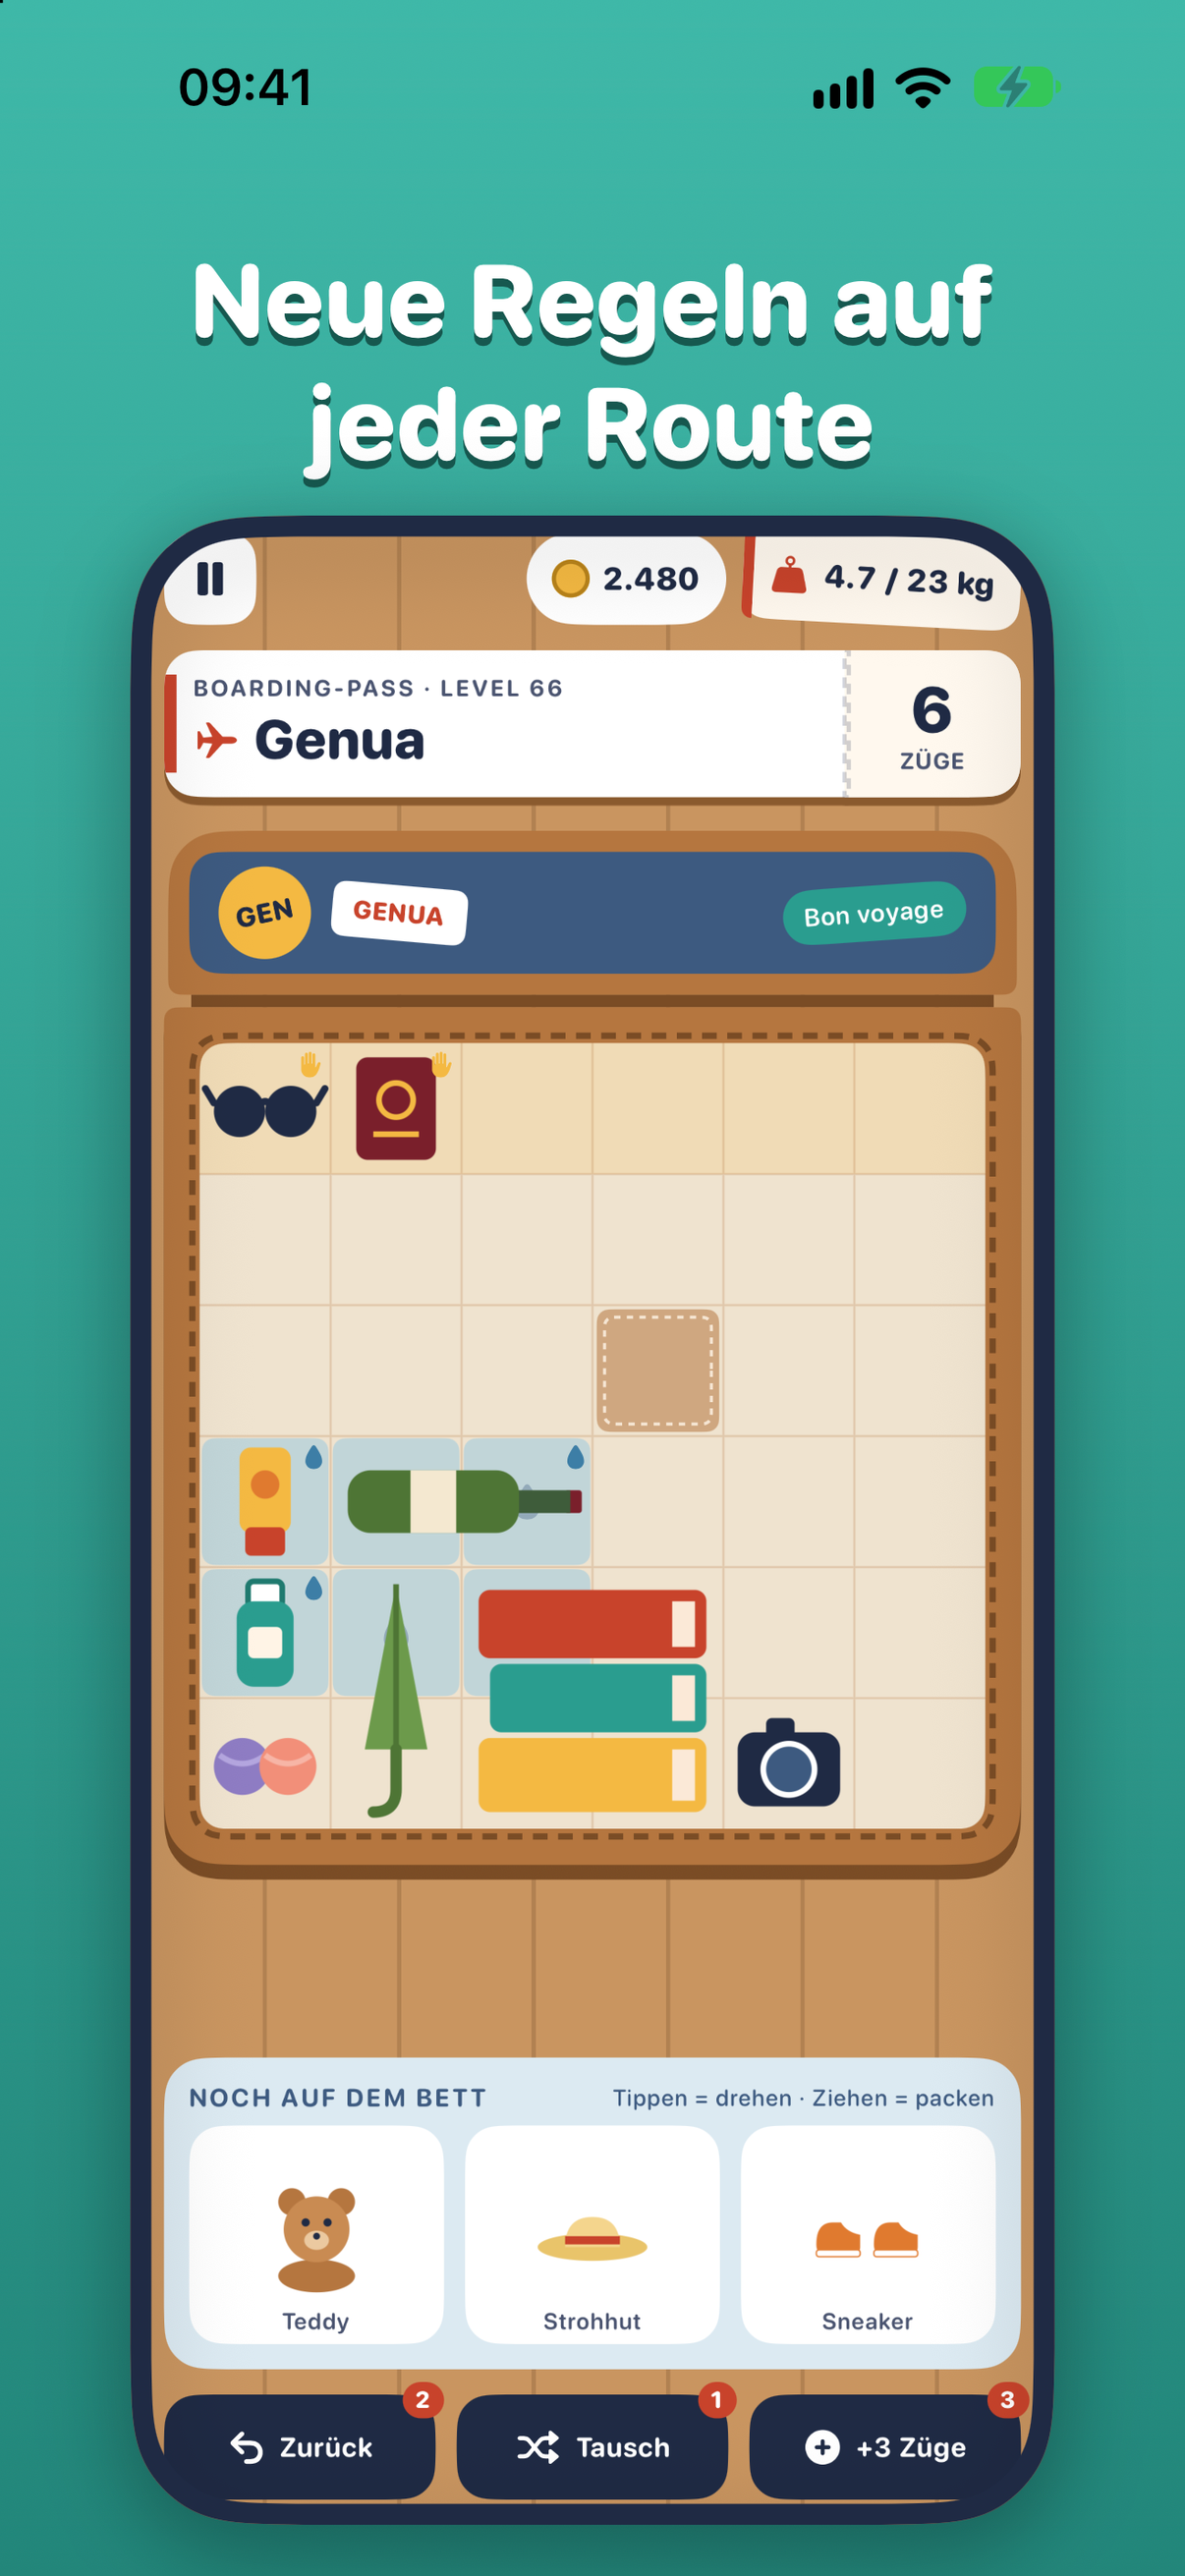 09:41
Neue Regeln auf
jeder Route
2.480
4.7 / 23 kg
BOARDING-PASS · LEVEL 66
Genua
6
ZÜGE
GEN
GENUA
Bon voyage
NOCH AUF DEM BETT
Tippen = drehen · Ziehen = packen
Teddy
Strohhut
Sneaker
2
Zurück
1
Tausch
3
+3 Züge